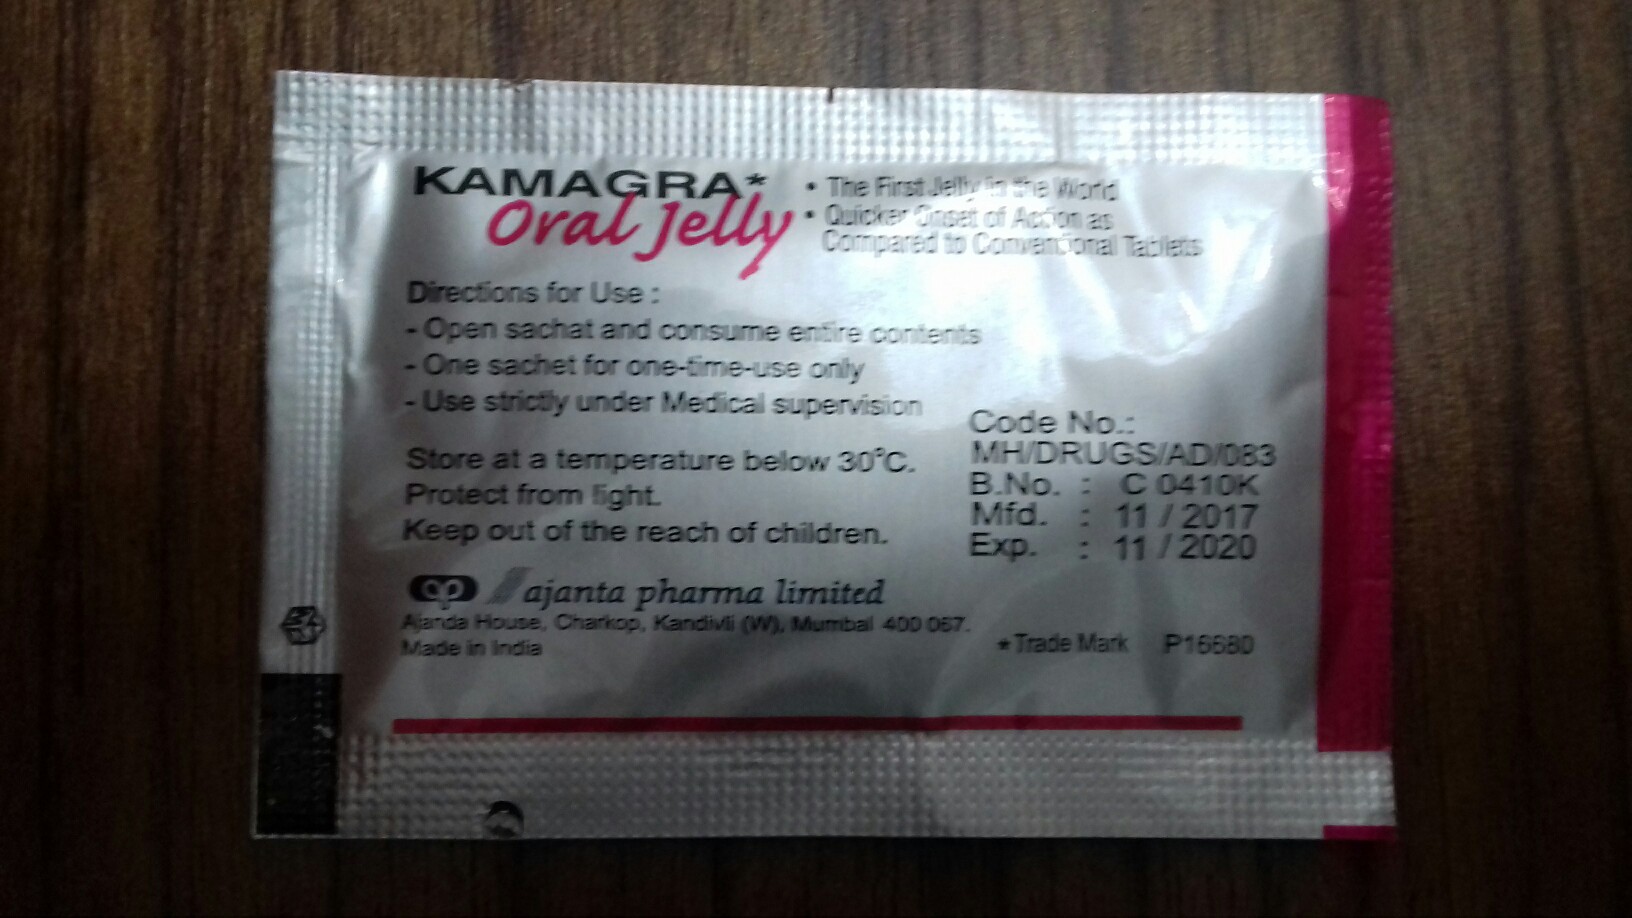 KAMAGRA*
Oral Jelly
• The First Jelly in the World
• Quicker Onset of Action as
Compared to Conventional Tablets
Directions for Use :
- Open sachat and consume entire contents
- One sachet for one-time-use only
- Use strictly under Medical supervision
Store at a temperature below 30°C.
Protect from light.
Keep out of the reach of children.
Code No.:
MH/DRUGS/AD/083
B.No. : C 0410K
Mfd. : 11 / 2017
Exp. : 11 / 2020
ap ajanta pharma limited
Ajanda House, Charkop, Kandivli (W), Mumbai 400 067.
Made in India
*Trade Mark P16680